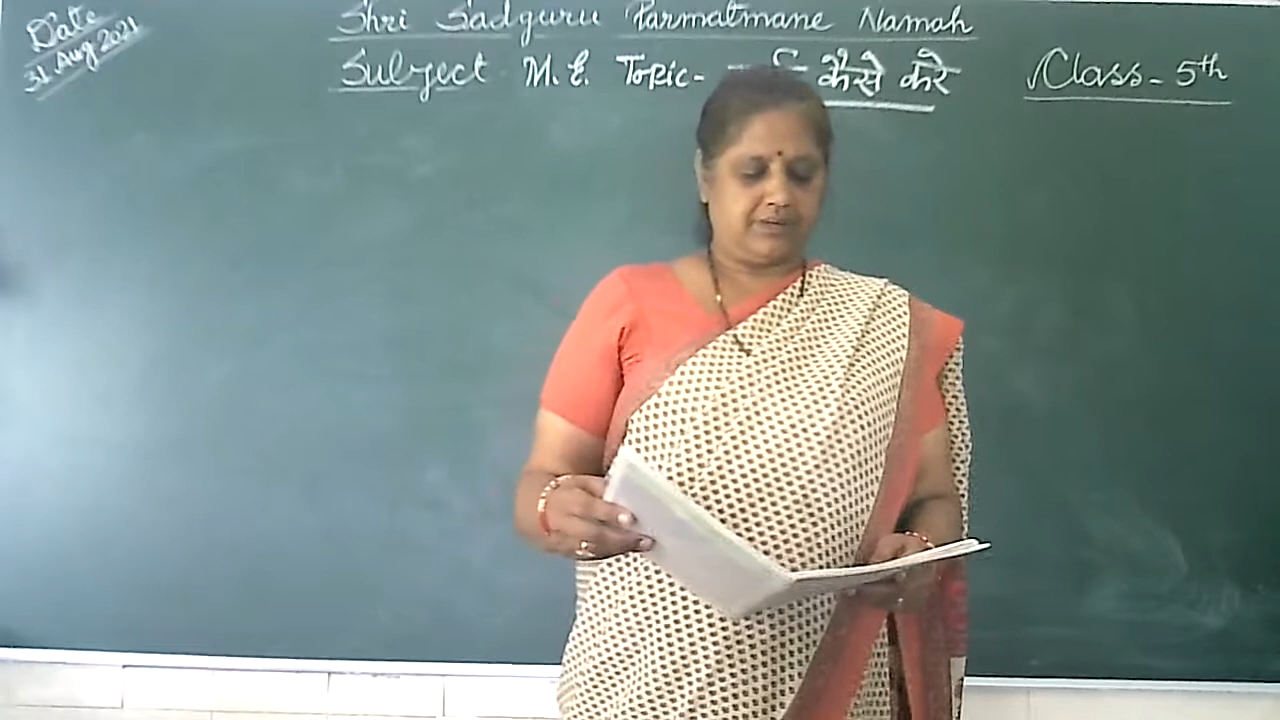 Date
31 Aug 2021
Shri Sadguru Parmatmane Namah
Subject M.E. Topic- कैसे करे
Class - 5th